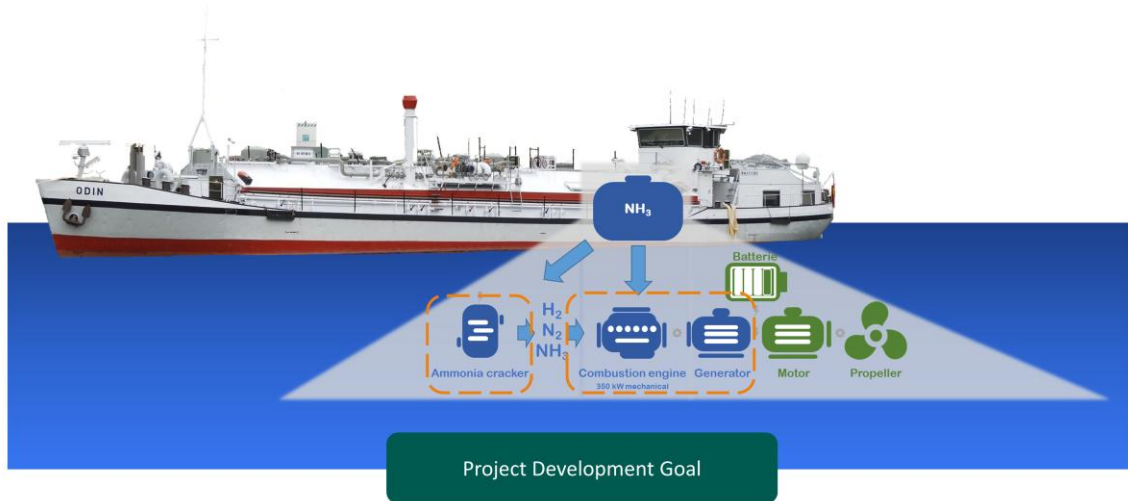 ODIN
NH₃
Batterie
H₂
N₂
NH₃
Ammonia cracker
Combustion engine
350 kW mechanical
Generator
Motor
Propeller
Project Development Goal